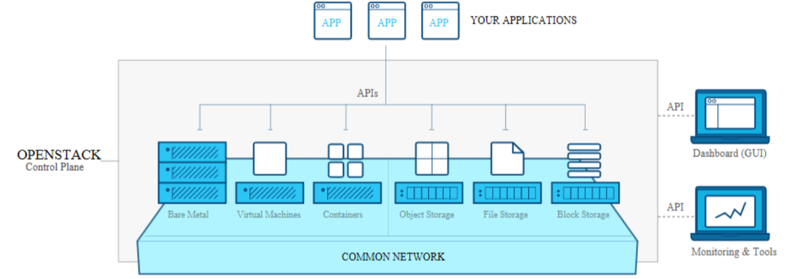 APP
APP
APP
YOUR APPLICATIONS
APIs
OPENSTACK
Control Plane
Bare Metal
Virtual Machines
Containers
Object Storage
File Storage
Block Storage
COMMON NETWORK
API
Dashboard (GUI)
API
Monitoring & Tools